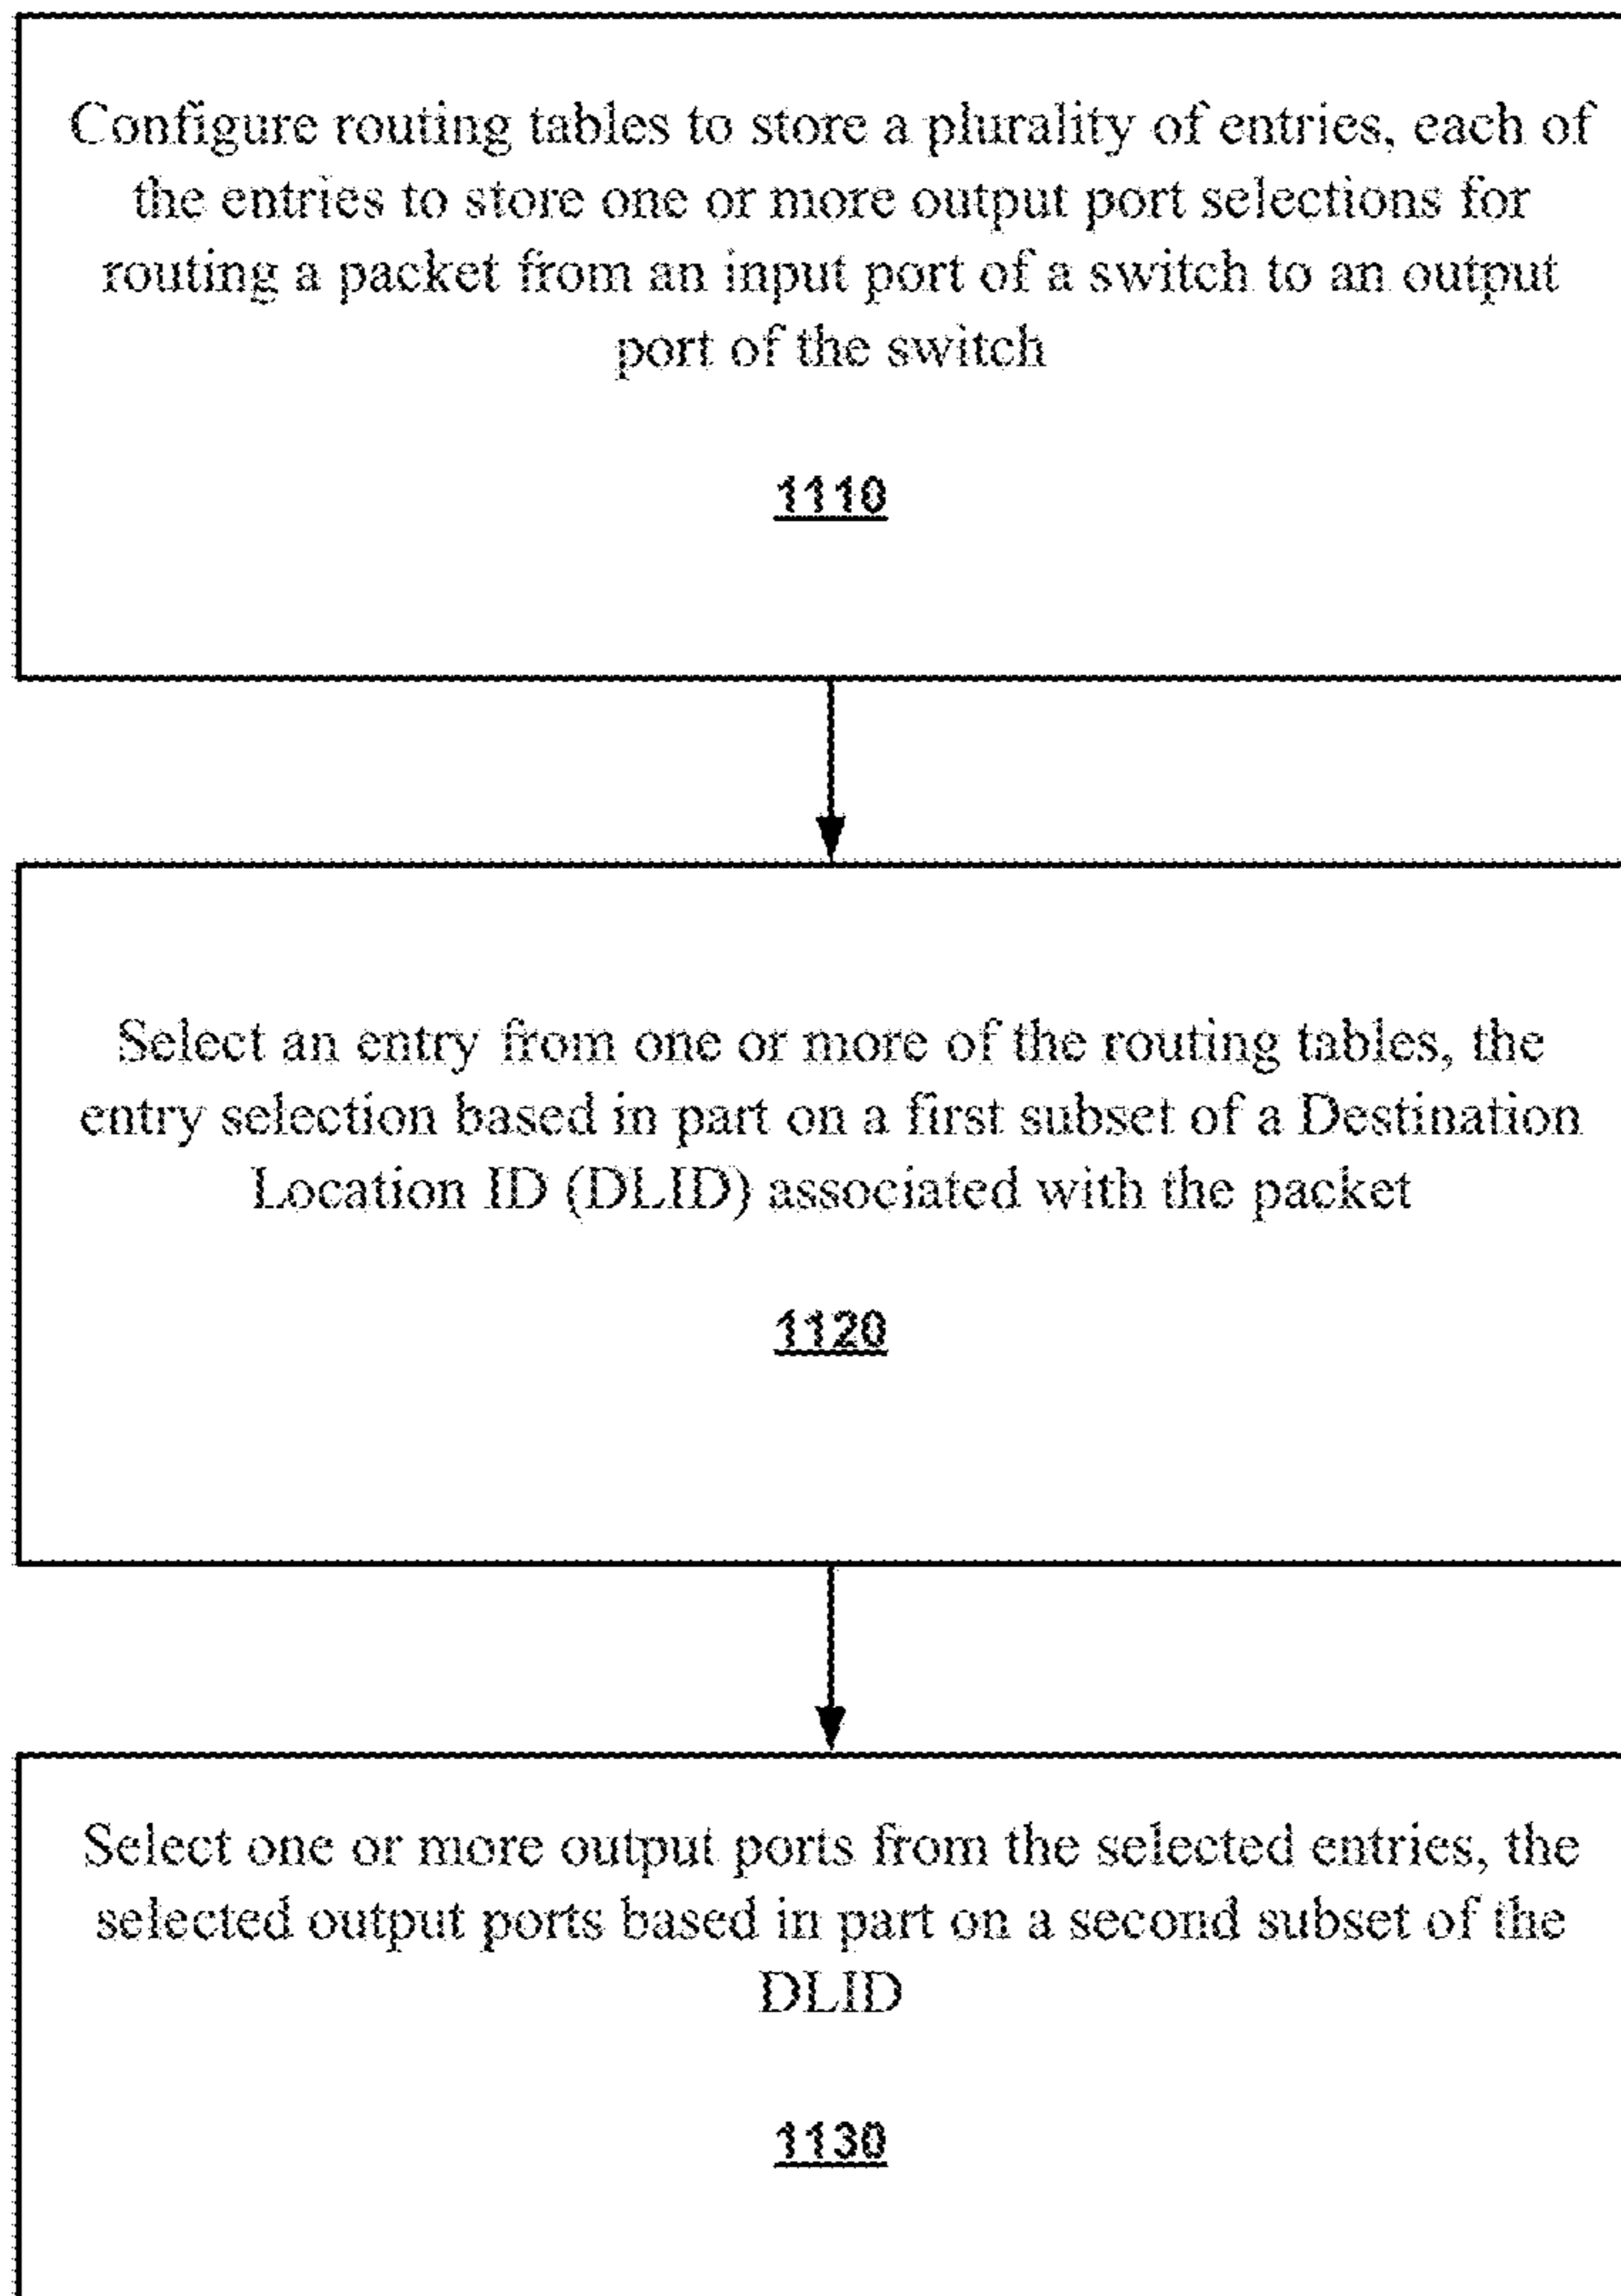 Configure routing tables to store a plurality of entries, each of
the entries to store one or more output port selections for
routing a packet from an input port of a switch to an output
port of the switch
1110
Select an entry from one or more of the routing tables, the
entry selection based in part on a first subset of a Destination
Location ID (DLID) associated with the packet
1120
Select one or more output ports from the selected entries, the
selected output ports based in part on a second subset of the
DLID
1130